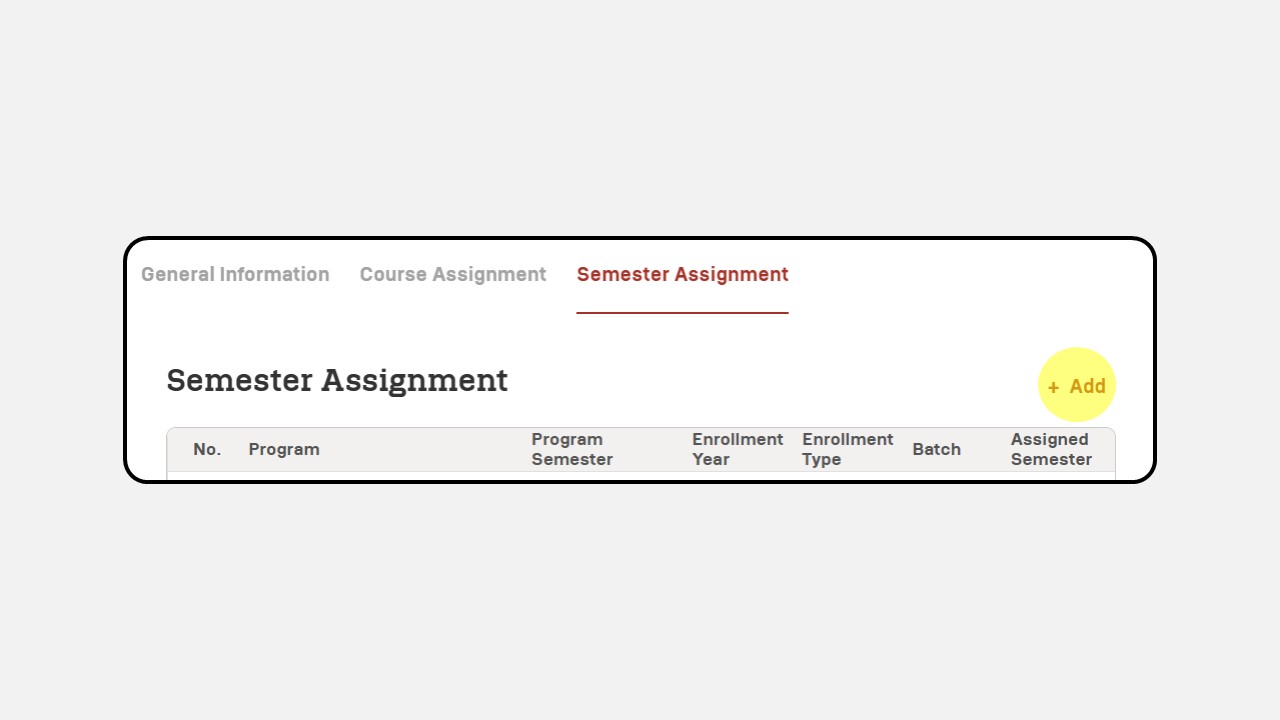 General Information Course Assignment Semester Assignment
Semester Assignment
+ Add
No. Program Program Semester Enrollment Year Enrollment Type Batch Assigned Semester